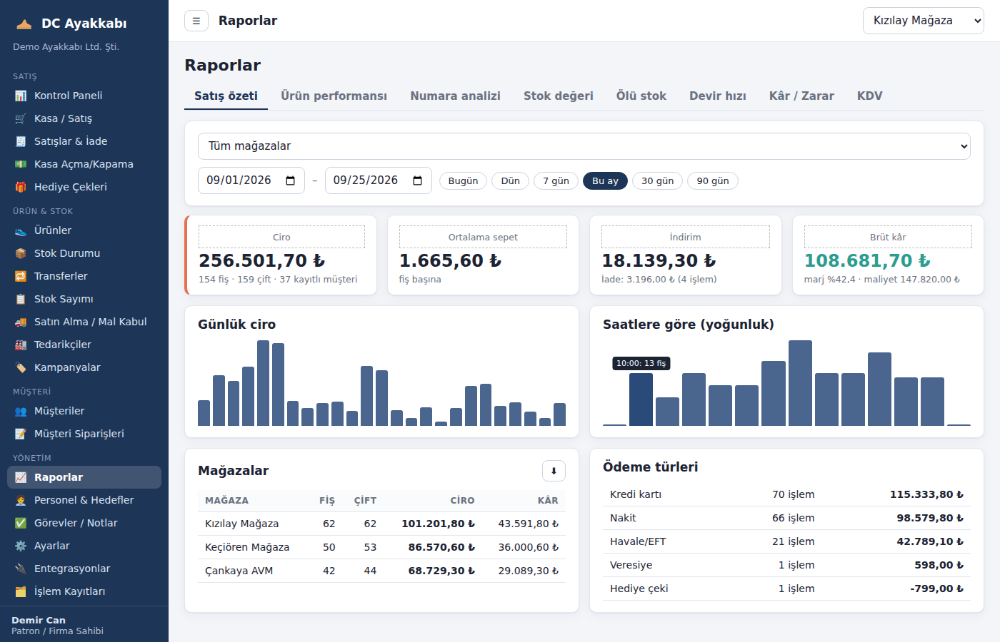 DC Ayakkabı
Demo Ayakkabı Ltd. Şti.
SATIŞ
Kontrol Paneli
Kasa / Satış
Satışlar & İade
Kasa Açma/Kapama
Hediye Çekleri
ÜRÜN & STOK
Ürünler
Stok Durumu
Transferler
Stok Sayımı
Satın Alma / Mal Kabul
Tedarikçiler
Kampanyalar
MÜŞTERİ
Müşteriler
Müşteri Siparişleri
YÖNETİM
Raporlar
Personel & Hedefler
Görevler / Notlar
Ayarlar
Entegrasyonlar
İşlem Kayıtları
Demir Can
Patron / Firma Sahibi
☰ Raporlar Kızılay Mağaza
Raporlar
Satış özeti Ürün performansı Numara analizi Stok değeri Ölü stok Devir hızı Kâr / Zarar KDV
Tüm mağazalar
09/01/2026 – 09/25/2026 Bugün Dün 7 gün Bu ay 30 gün 90 gün
Ciro
256.501,70 ₺
154 fiş · 159 çift · 37 kayıtlı müşteri
Ortalama sepet
1.665,60 ₺
fiş başına
İndirim
18.139,30 ₺
İade: 3.196,00 ₺ (4 işlem)
Brüt kâr
108.681,70 ₺
marj %42,4 · maliyet 147.820,00 ₺
Günlük ciro
Saatlere göre (yoğunluk)
10:00: 13 fiş
Mağazalar
MAĞAZA FİŞ ÇİFT CİRO KÂR
Kızılay Mağaza 62 62 101.201,80 ₺ 43.591,80 ₺
Keçiören Mağaza 50 53 86.570,60 ₺ 36.000,60 ₺
Çankaya AVM 42 44 68.729,30 ₺ 29.089,30 ₺
Ödeme türleri
Kredi kartı 70 işlem 115.333,80 ₺
Nakit 66 işlem 98.579,80 ₺
Havale/EFT 21 işlem 42.789,10 ₺
Veresiye 1 işlem 598,00 ₺
Hediye çeki 1 işlem -799,00 ₺